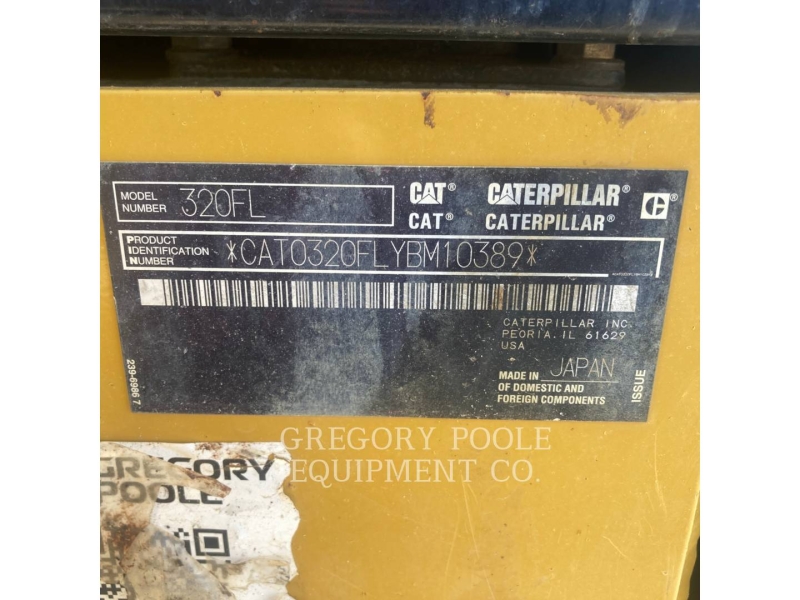 MODEL NUMBER 320FL
CAT® CATERPILLAR® C
CAT® CATERPILLAR®
PRODUCT IDENTIFICATION NUMBER *CAT0320FLYBM10389*
CATERPILLAR INC.
PEORIA, IL 61629
USA
MADE IN JAPAN
OF DOMESTIC AND
FOREIGN COMPONENTS
ISSUE
239-6986 7
GREGORY POOLE
EQUIPMENT CO.
GREGORY
POOLE